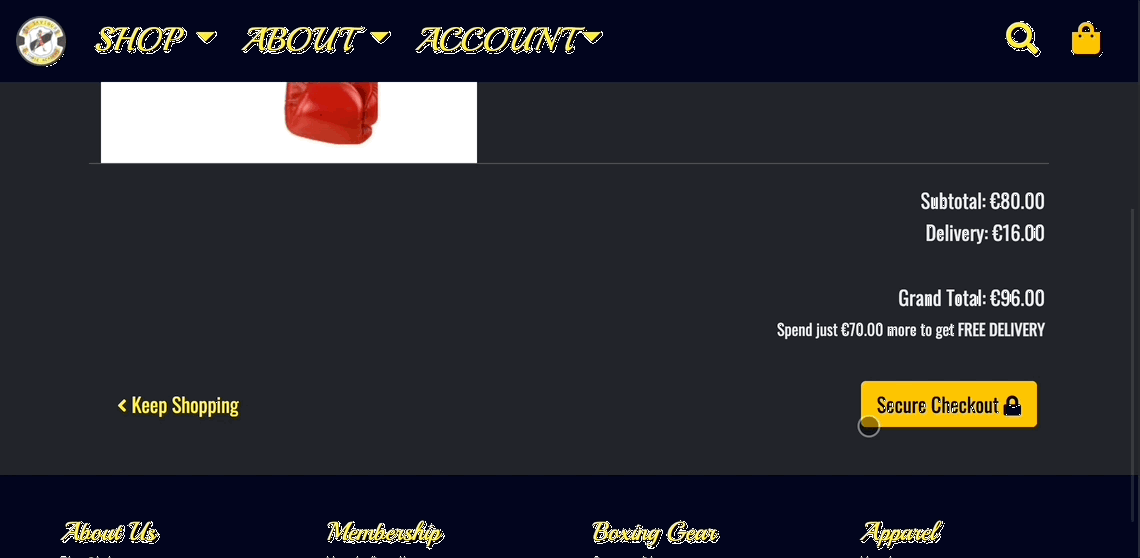 SHOP ABOUT ACCOUNT
Subtotal: €80.00
Delivery: €16.00
Grand Total: €96.00
Spend just €70.00 more to get FREE DELIVERY
Keep Shopping
Secure Checkout
About Us Membership Boxing Gear Apparel